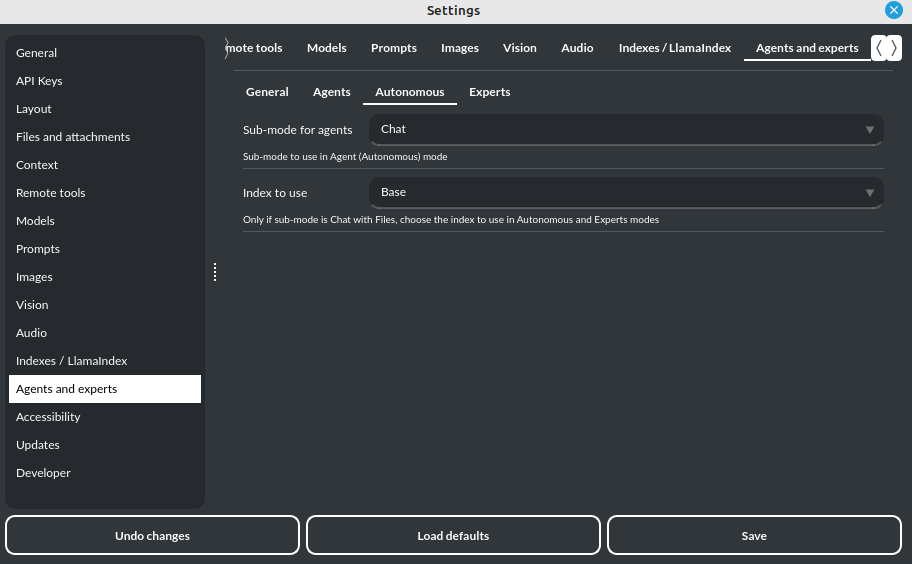 Settings
General
API Keys
Layout
Files and attachments
Context
Remote tools
Models
Prompts
Images
Vision
Audio
Indexes / LlamaIndex
Agents and experts
Accessibility
Updates
Developer
mote tools Models Prompts Images Vision Audio Indexes / LlamaIndex Agents and experts
General Agents Autonomous Experts
Sub-mode for agents Chat
Sub-mode to use in Agent (Autonomous) mode
Index to use Base
Only if sub-mode is Chat with Files, choose the index to use in Autonomous and Experts modes
Undo changes Load defaults Save